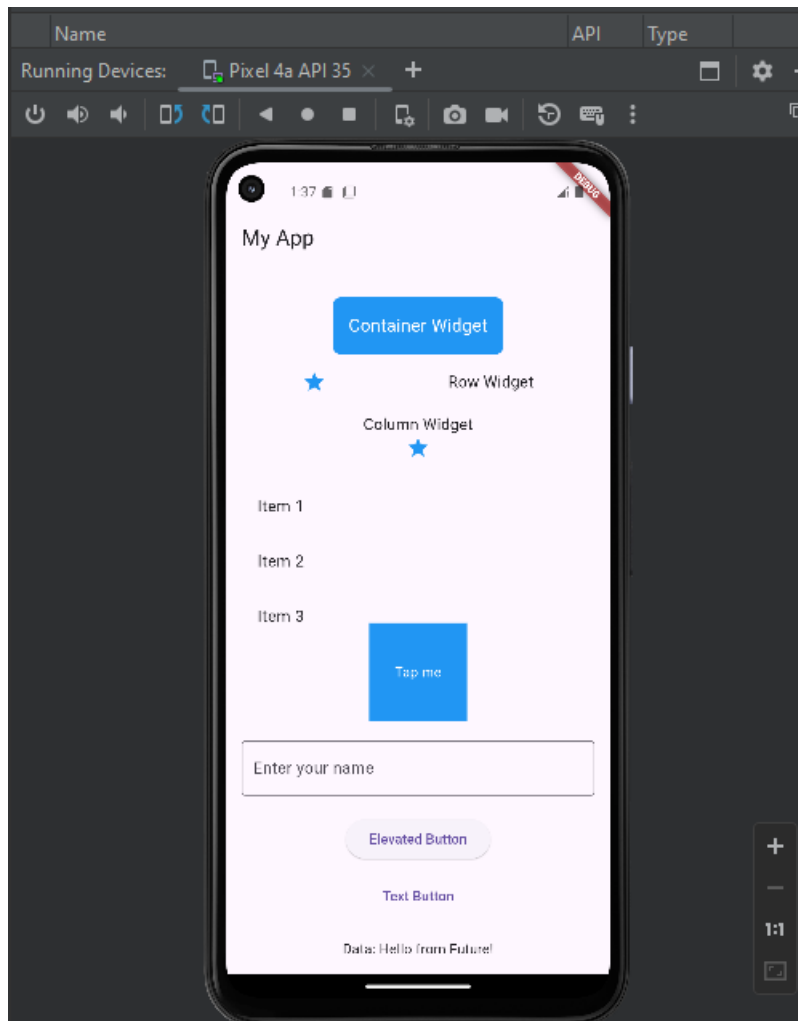 Name API Type
Running Devices: Pixel 4a API 35
1:37
DEBUG
My App
Container Widget
Row Widget
Column Widget
Item 1
Item 2
Item 3
Tap me
Enter your name
Elevated Button
Text Button
Data: Hello from Future!
1:1